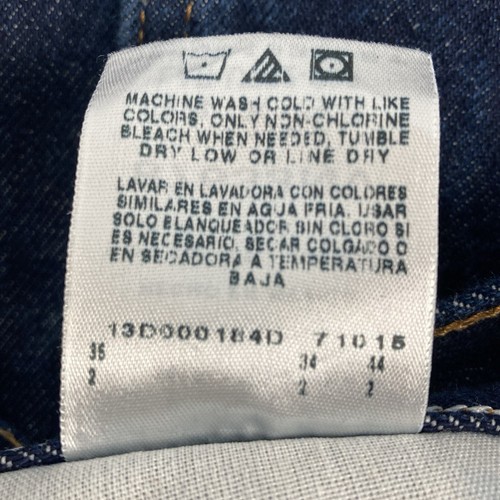 MACHINE WASH COLD WITH LIKE
COLORS, ONLY NON-CHLORINE
BLEACH WHEN NEEDED, TUMBLE
DRY LOW OR LINE DRY
LAVAR EN LAVADORA CON COLORES
SIMILARES EN AGUA FRIA. USAR
SOLO BLANQUEADOR SIN CLORO SI
ES NECESARIO. SECAR COLGADO O
EN SECADORA A TEMPERATURA
BAJA
13D000184D 71015
35 34 44
2 2 2